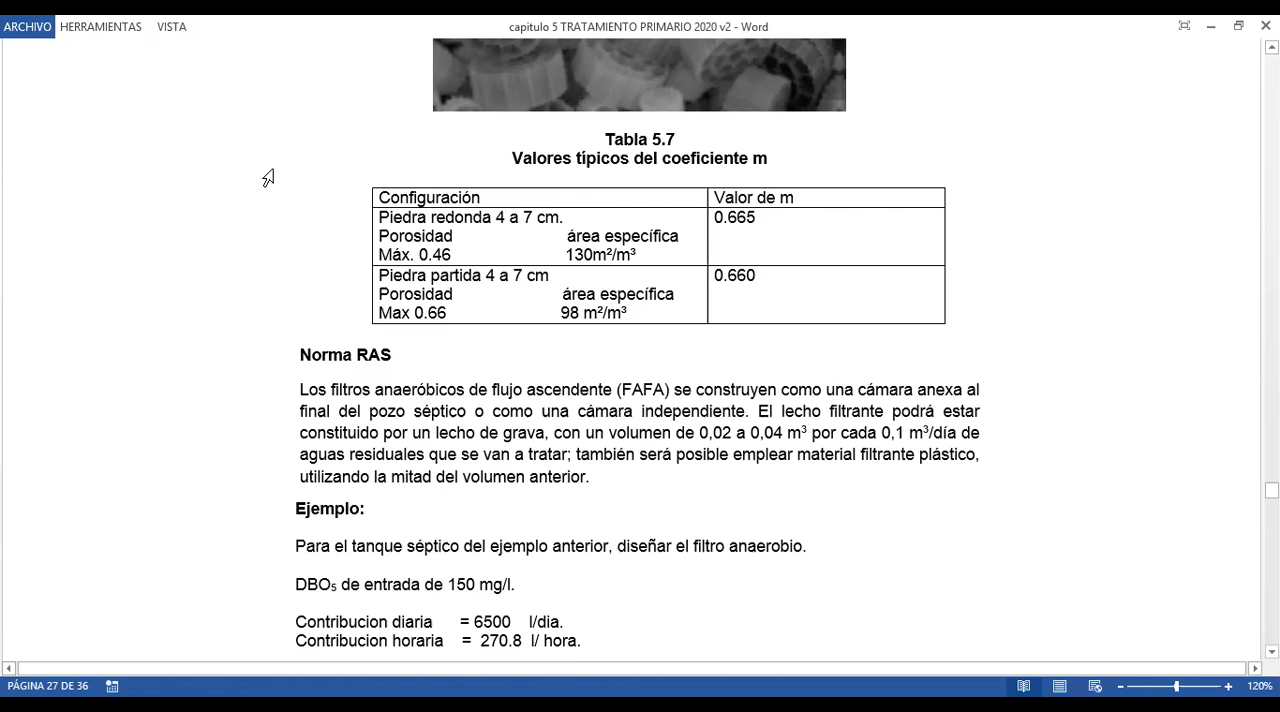 ARCHIVO HERRAMIENTAS VISTA capitulo 5 TRATAMIENTO PRIMARIO 2020 v2 - Word
Tabla 5.7
Valores típicos del coeficiente m
Configuración Valor de m
Piedra redonda 4 a 7 cm. 0.665
Porosidad área específica
Máx. 0.46 130m²/m³
Piedra partida 4 a 7 cm 0.660
Porosidad área específica
Max 0.66 98 m²/m³
Norma RAS
Los filtros anaeróbicos de flujo ascendente (FAFA) se construyen como una cámara anexa al
final del pozo séptico o como una cámara independiente. El lecho filtrante podrá estar
constituido por un lecho de grava, con un volumen de 0,02 a 0,04 m³ por cada 0,1 m³/día de
aguas residuales que se van a tratar; también será posible emplear material filtrante plástico,
utilizando la mitad del volumen anterior.
Ejemplo:
Para el tanque séptico del ejemplo anterior, diseñar el filtro anaerobio.
DBO₅ de entrada de 150 mg/l.
Contribucion diaria = 6500 l/dia.
Contribucion horaria = 270.8 l/ hora.
PÁGINA 27 DE 36 120%